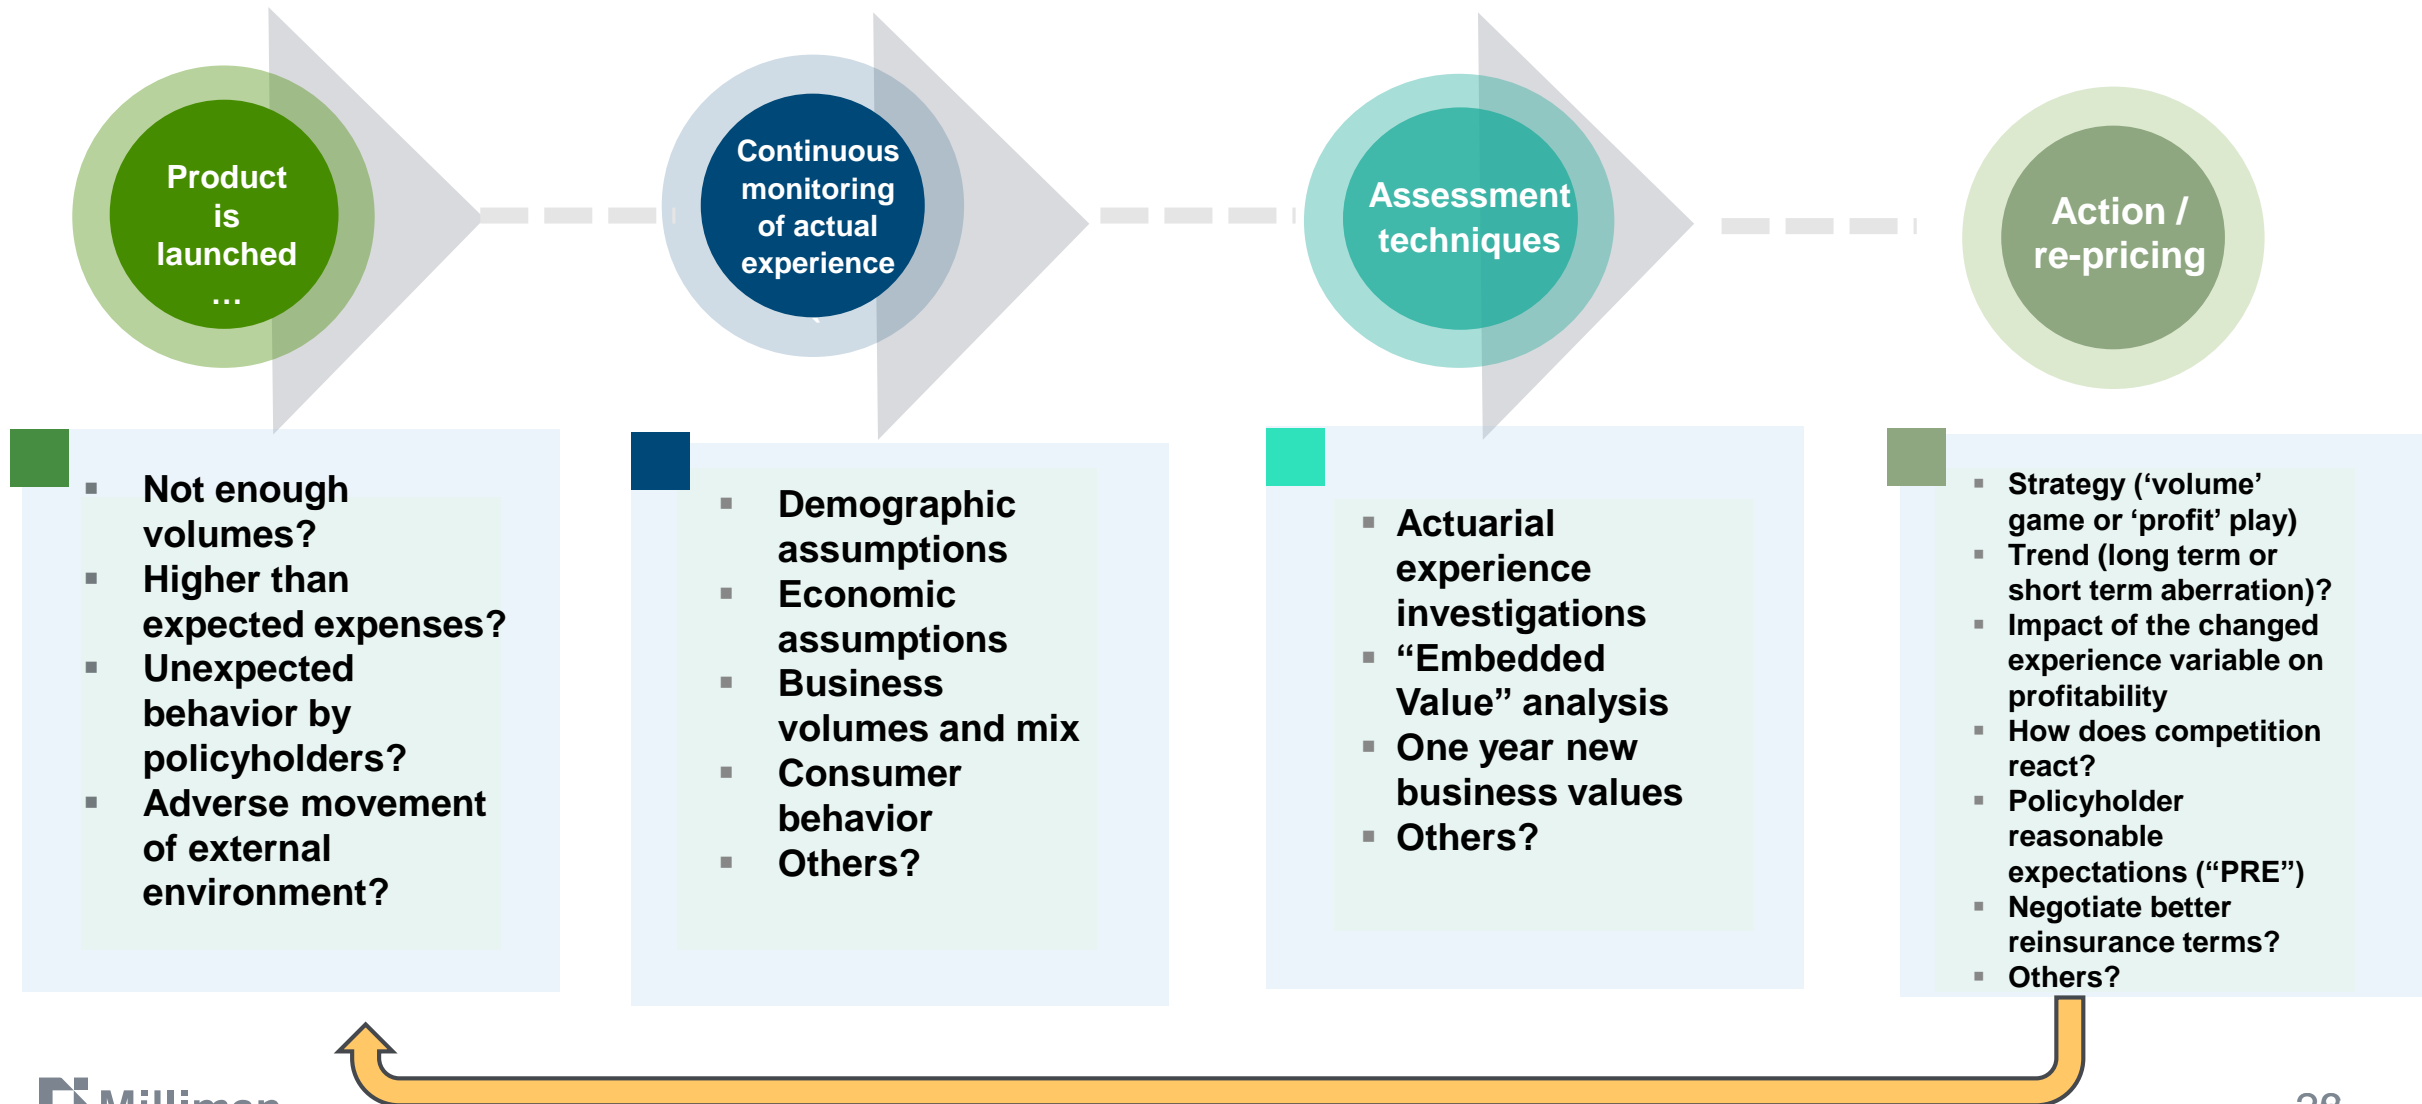 Product
is
launched
…
Continuous
monitoring
of actual
experience
Assessment
techniques
Action /
re-pricing
▪ Not enough
volumes?
▪ Higher than
expected expenses?
▪ Unexpected
behavior by
policyholders?
▪ Adverse movement
of external
environment?
▪ Demographic
assumptions
▪ Economic
assumptions
▪ Business
volumes and mix
▪ Consumer
behavior
▪ Others?
▪ Actuarial
experience
investigations
▪ “Embedded
Value” analysis
▪ One year new
business values
▪ Others?
▪ Strategy (‘volume’
game or ‘profit’ play)
▪ Trend (long term or
short term aberration)?
▪ Impact of the changed
experience variable on
profitability
▪ How does competition
react?
▪ Policyholder
reasonable
expectations (“PRE”)
▪ Negotiate better
reinsurance terms?
▪ Others?
Milliman